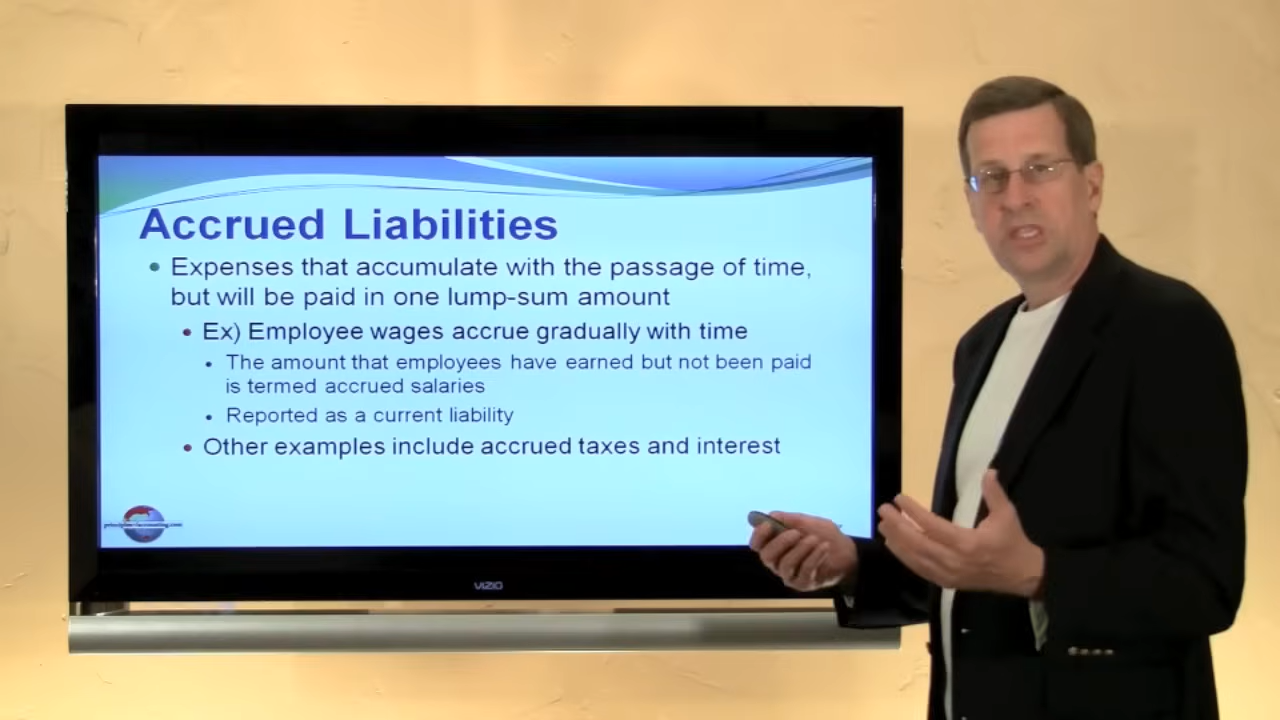 Accrued Liabilities
• Expenses that accumulate with the passage of time,
but will be paid in one lump-sum amount
• Ex) Employee wages accrue gradually with time
• The amount that employees have earned but not been paid
is termed accrued salaries
• Reported as a current liability
• Other examples include accrued taxes and interest
principlesofaccounting.com
VIZIO